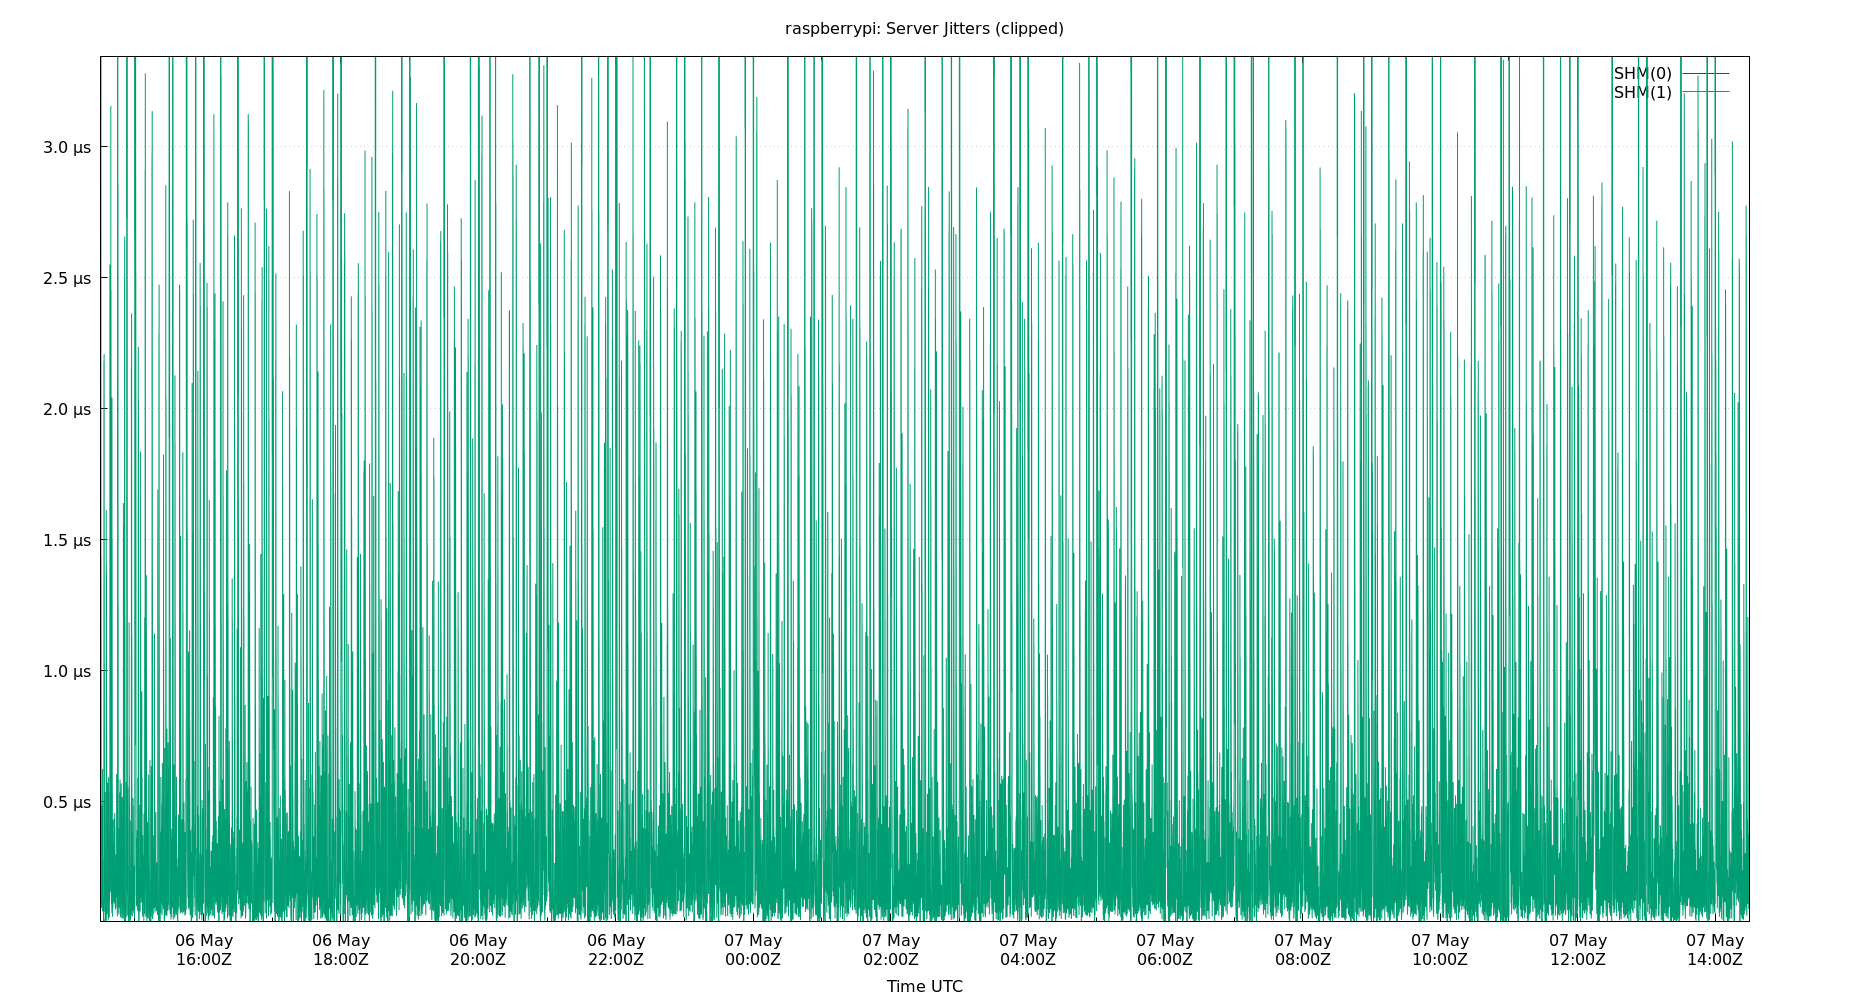 raspberrypi: Server Jitters (clipped)
SHM(0)
SHM(1)
3.0 µs
2.5 µs
2.0 µs
1.5 µs
1.0 µs
0.5 µs
06 May 06 May 06 May 06 May 07 May 07 May 07 May 07 May 07 May 07 May 07 May 07 May
16:00Z 18:00Z 20:00Z 22:00Z 00:00Z 02:00Z 04:00Z 06:00Z 08:00Z 10:00Z 12:00Z 14:00Z
Time UTC